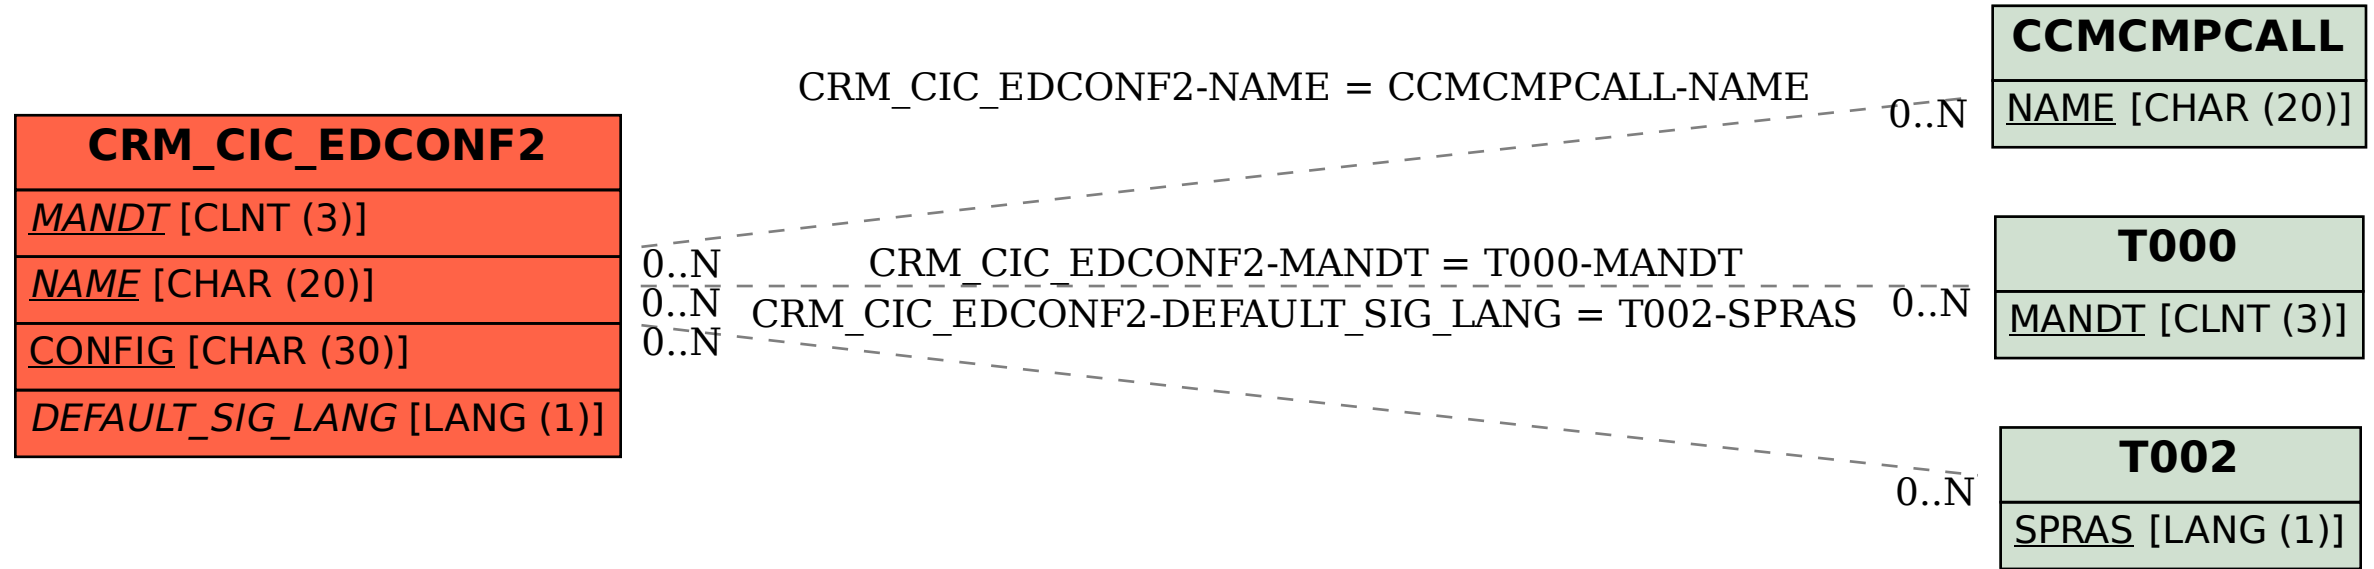 CRM_CIC_EDCONF2
MANDT [CLNT (3)]
NAME [CHAR (20)]
CONFIG [CHAR (30)]
DEFAULT_SIG_LANG [LANG (1)]
CRM_CIC_EDCONF2-NAME = CCMCMPCALL-NAME
0..N
0..N
CRM_CIC_EDCONF2-MANDT = T000-MANDT
0..N
0..N
CRM_CIC_EDCONF2-DEFAULT_SIG_LANG = T002-SPRAS
0..N
0..N
CCMCMPCALL
NAME [CHAR (20)]
T000
MANDT [CLNT (3)]
T002
SPRAS [LANG (1)]